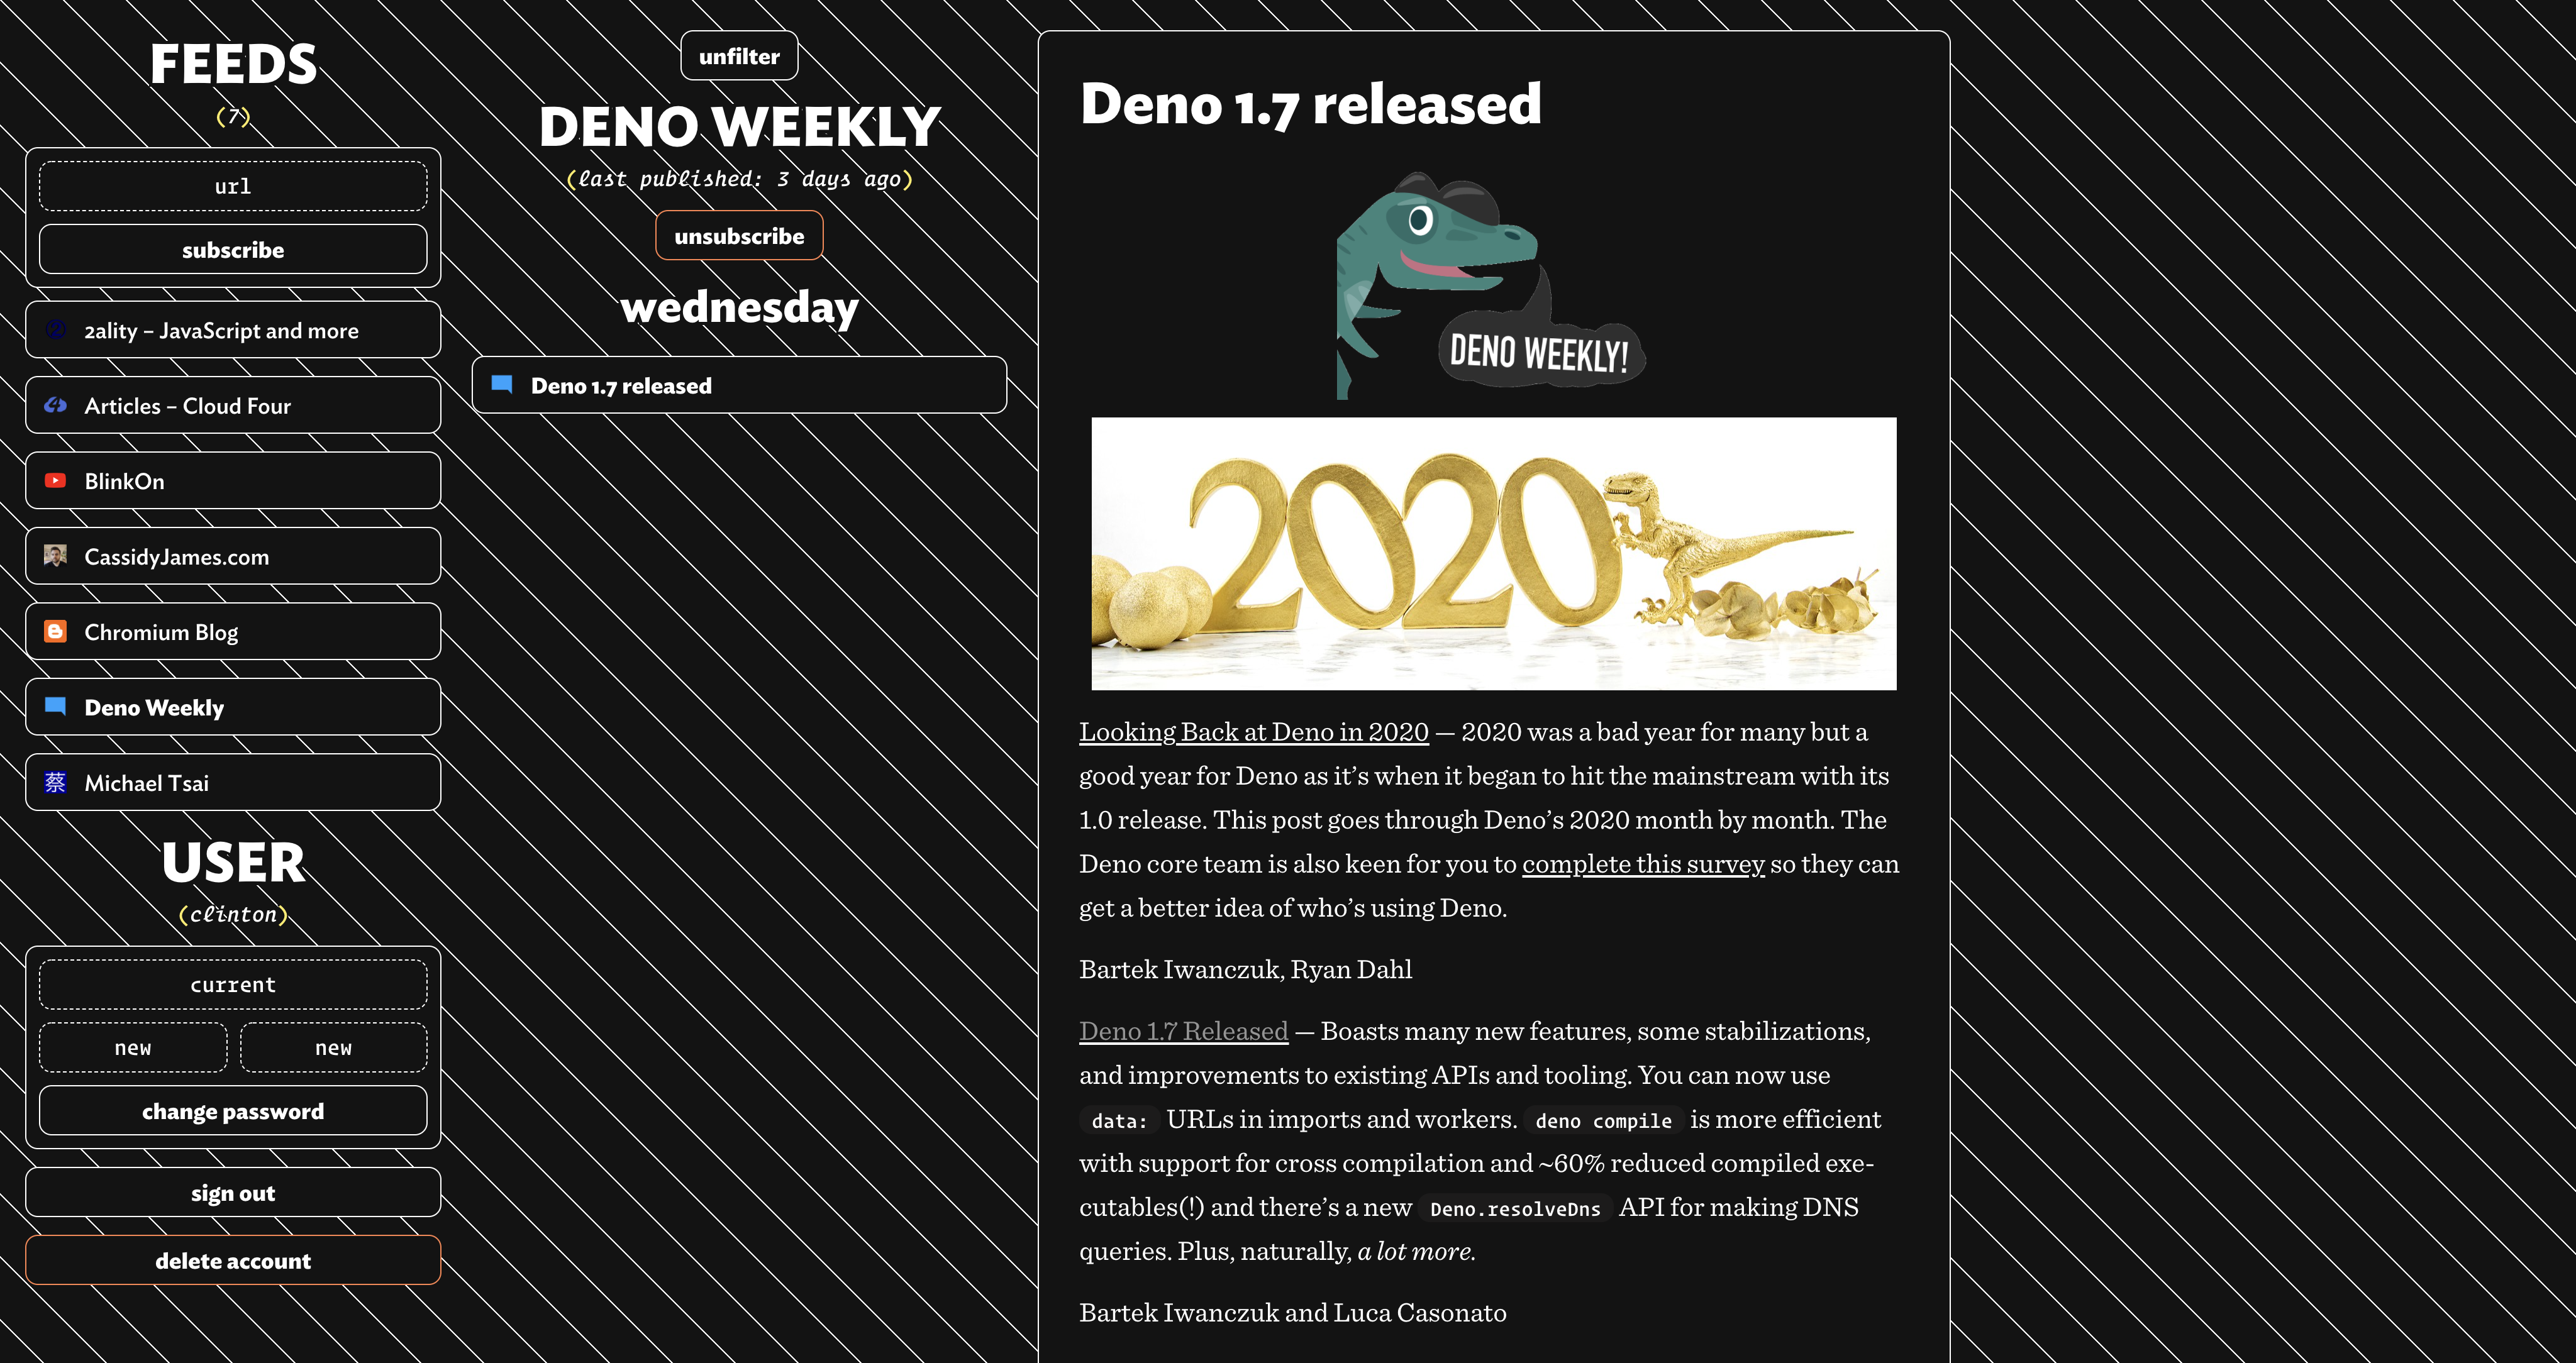 FEEDS
(7)
url
subscribe
2ality – JavaScript and more
Articles – Cloud Four
BlinkOn
CassidyJames.com
Chromium Blog
Deno Weekly
蔡 Michael Tsai
USER
(clinton)
current
new new
change password
sign out
delete account
unfilter
DENO WEEKLY
(last published: 3 days ago)
unsubscribe
wednesday
Deno 1.7 released
Deno 1.7 released
DENO WEEKLY!
2020
Looking Back at Deno in 2020 — 2020 was a bad year for many but a
good year for Deno as it’s when it began to hit the mainstream with its
1.0 release. This post goes through Deno’s 2020 month by month. The
Deno core team is also keen for you to complete this survey so they can
get a better idea of who’s using Deno.
Bartek Iwanczuk, Ryan Dahl
Deno 1.7 Released — Boasts many new features, some stabilizations,
and improvements to existing APIs and tooling. You can now use
data: URLs in imports and workers. deno compile is more efficient
with support for cross compilation and ~60% reduced compiled exe-
cutables(!) and there’s a new Deno.resolveDns API for making DNS
queries. Plus, naturally, a lot more.
Bartek Iwanczuk and Luca Casonato